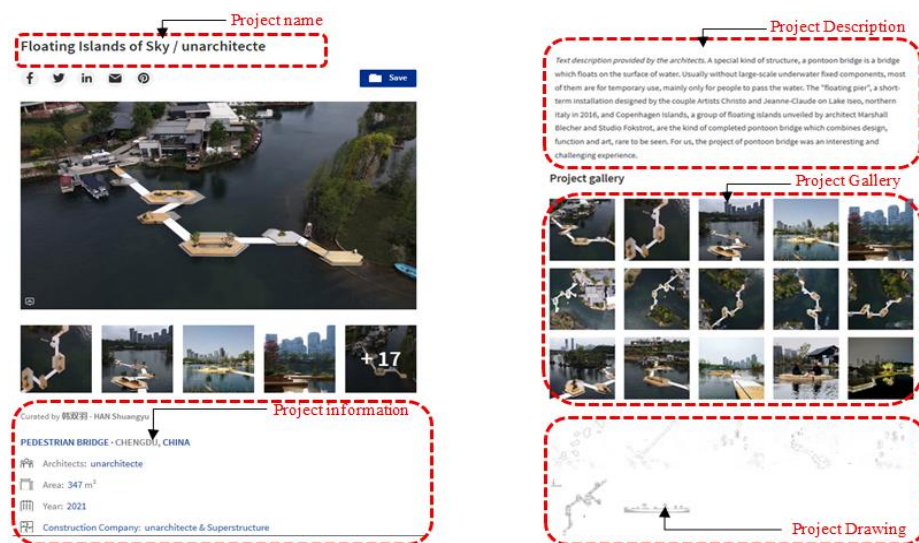 Project name
Floating Islands of Sky / unarchitecte
Save
+ 17
Project information
Curated by 韩双羽 - HAN Shuangyu
PEDESTRIAN BRIDGE • CHENGDU, CHINA
Architects: unarchitecte
Area: 347 m²
Year: 2021
Construction Company: unarchitecte & Superstructure
Project Description
Text description provided by the architects. A special kind of structure, a pontoon bridge is a bridge
which floats on the surface of water. Usually without large-scale underwater fixed components, most
of them are for temporary use, mainly only for people to pass the water. The "floating pier", a short-
term installation designed by the couple Artists Christo and Jeanne-Claude on Lake Iseo, northern
Italy in 2016, and Copenhagen Islands, a group of floating islands unveiled by architect Marshall
Blecher and Studio Fokstrot, are the kind of completed pontoon bridge which combines design,
function and art, rare to be seen. For us, the project of pontoon bridge was an interesting and
challenging experience.
Project gallery
Project Gallery
Project Drawing